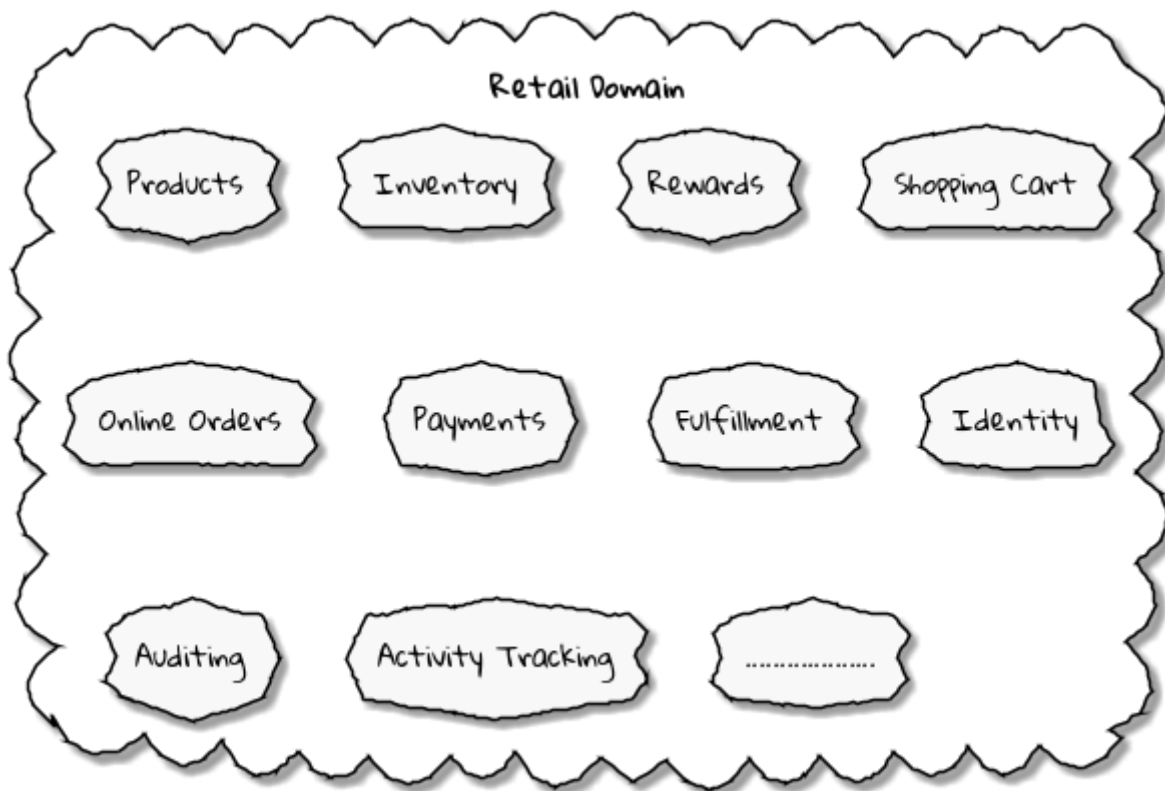 Retail Domain
Products
Inventory
Rewards
Shopping Cart
Online Orders
Payments
Fulfillment
Identity
Auditing
Activity Tracking
...................